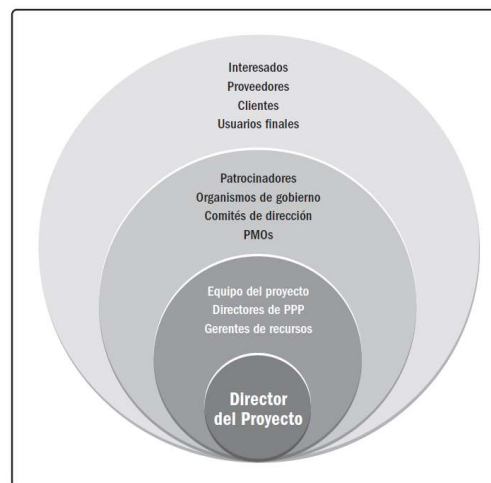 Interesados
Proveedores
Clientes
Usuarios finales
Patrocinadores
Organismos de gobierno
Comités de dirección
PMOs
Equipo del proyecto
Directores de PPP
Gerentes de recursos
Director
del Proyecto